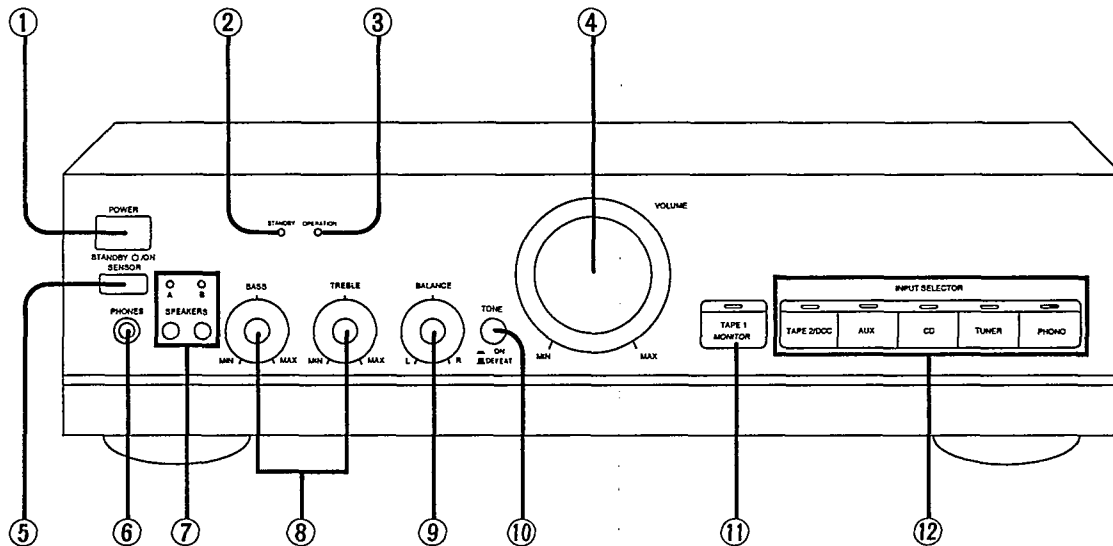 ① ② ③ ④
POWER
STANDBY ⏻/ON
SENSOR
STANDBY OPERATION
VOLUME
MIN MAX
A B
SPEAKERS
PHONES
BASS
MIN MAX
TREBLE
MIN MAX
BALANCE
L R
TONE
ON
DEFEAT
TAPE 1
MONITOR
INPUT SELECTOR
TAPE 2/DCC AUX CD TUNER PHONO
⑤ ⑥ ⑦ ⑧ ⑨ ⑩ ⑪ ⑫